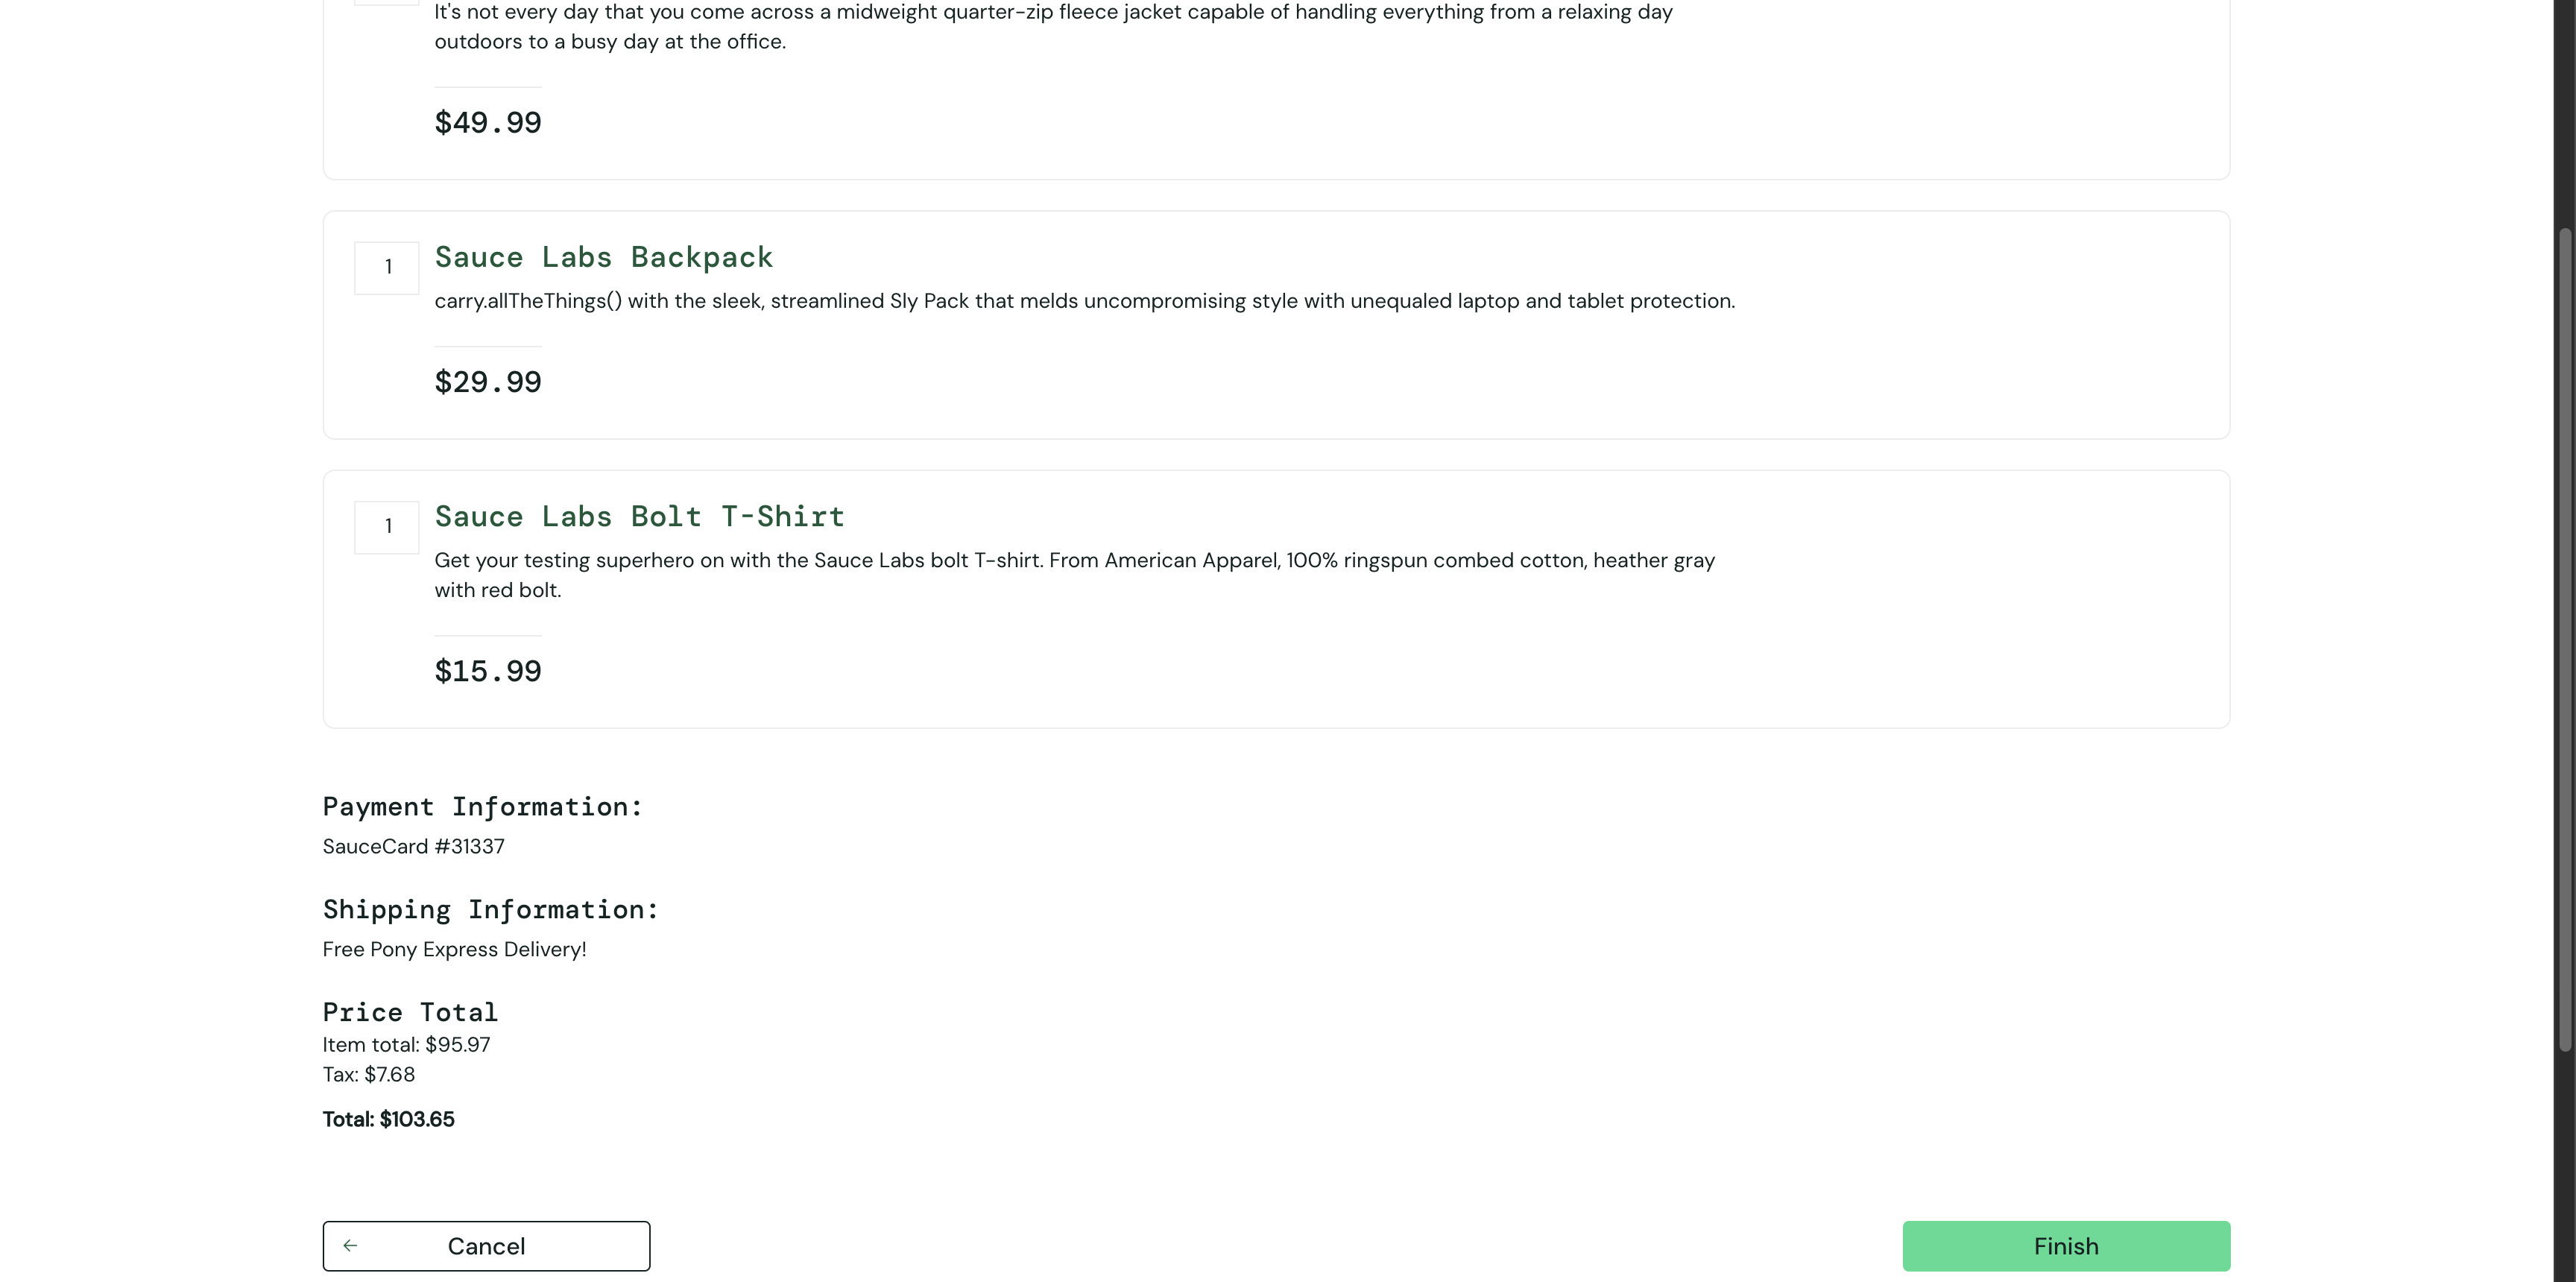 It's not every day that you come across a midweight quarter-zip fleece jacket capable of handling everything from a relaxing day
outdoors to a busy day at the office.
$49.99
1
Sauce Labs Backpack
carry.allTheThings() with the sleek, streamlined Sly Pack that melds uncompromising style with unequaled laptop and tablet protection.
$29.99
1
Sauce Labs Bolt T-Shirt
Get your testing superhero on with the Sauce Labs bolt T-shirt. From American Apparel, 100% ringspun combed cotton, heather gray
with red bolt.
$15.99
Payment Information:
SauceCard #31337
Shipping Information:
Free Pony Express Delivery!
Price Total
Item total: $95.97
Tax: $7.68
Total: $103.65
Cancel
Finish